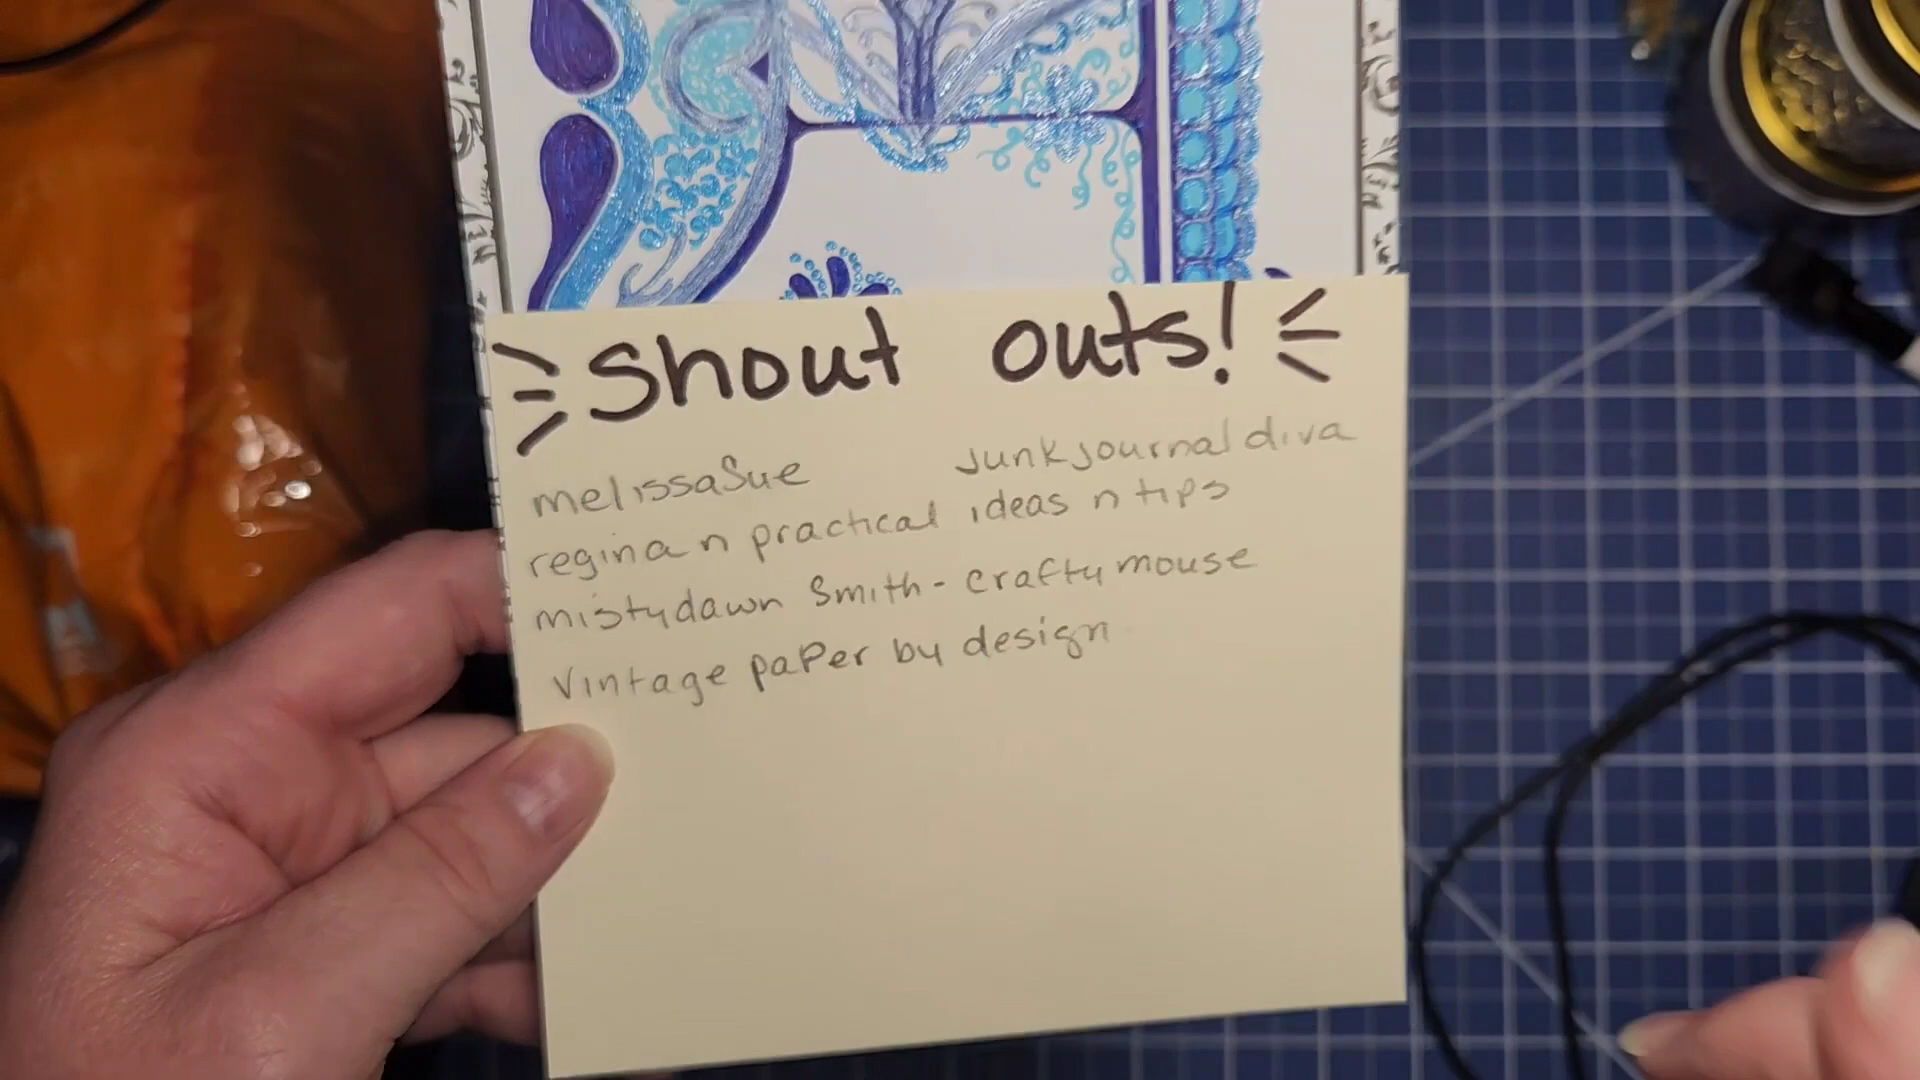 Shout outs!
melissaSue junkjournaldiva
regina n practical ideas n tips
mistydawn Smith - craftymouse
Vintage paper by design